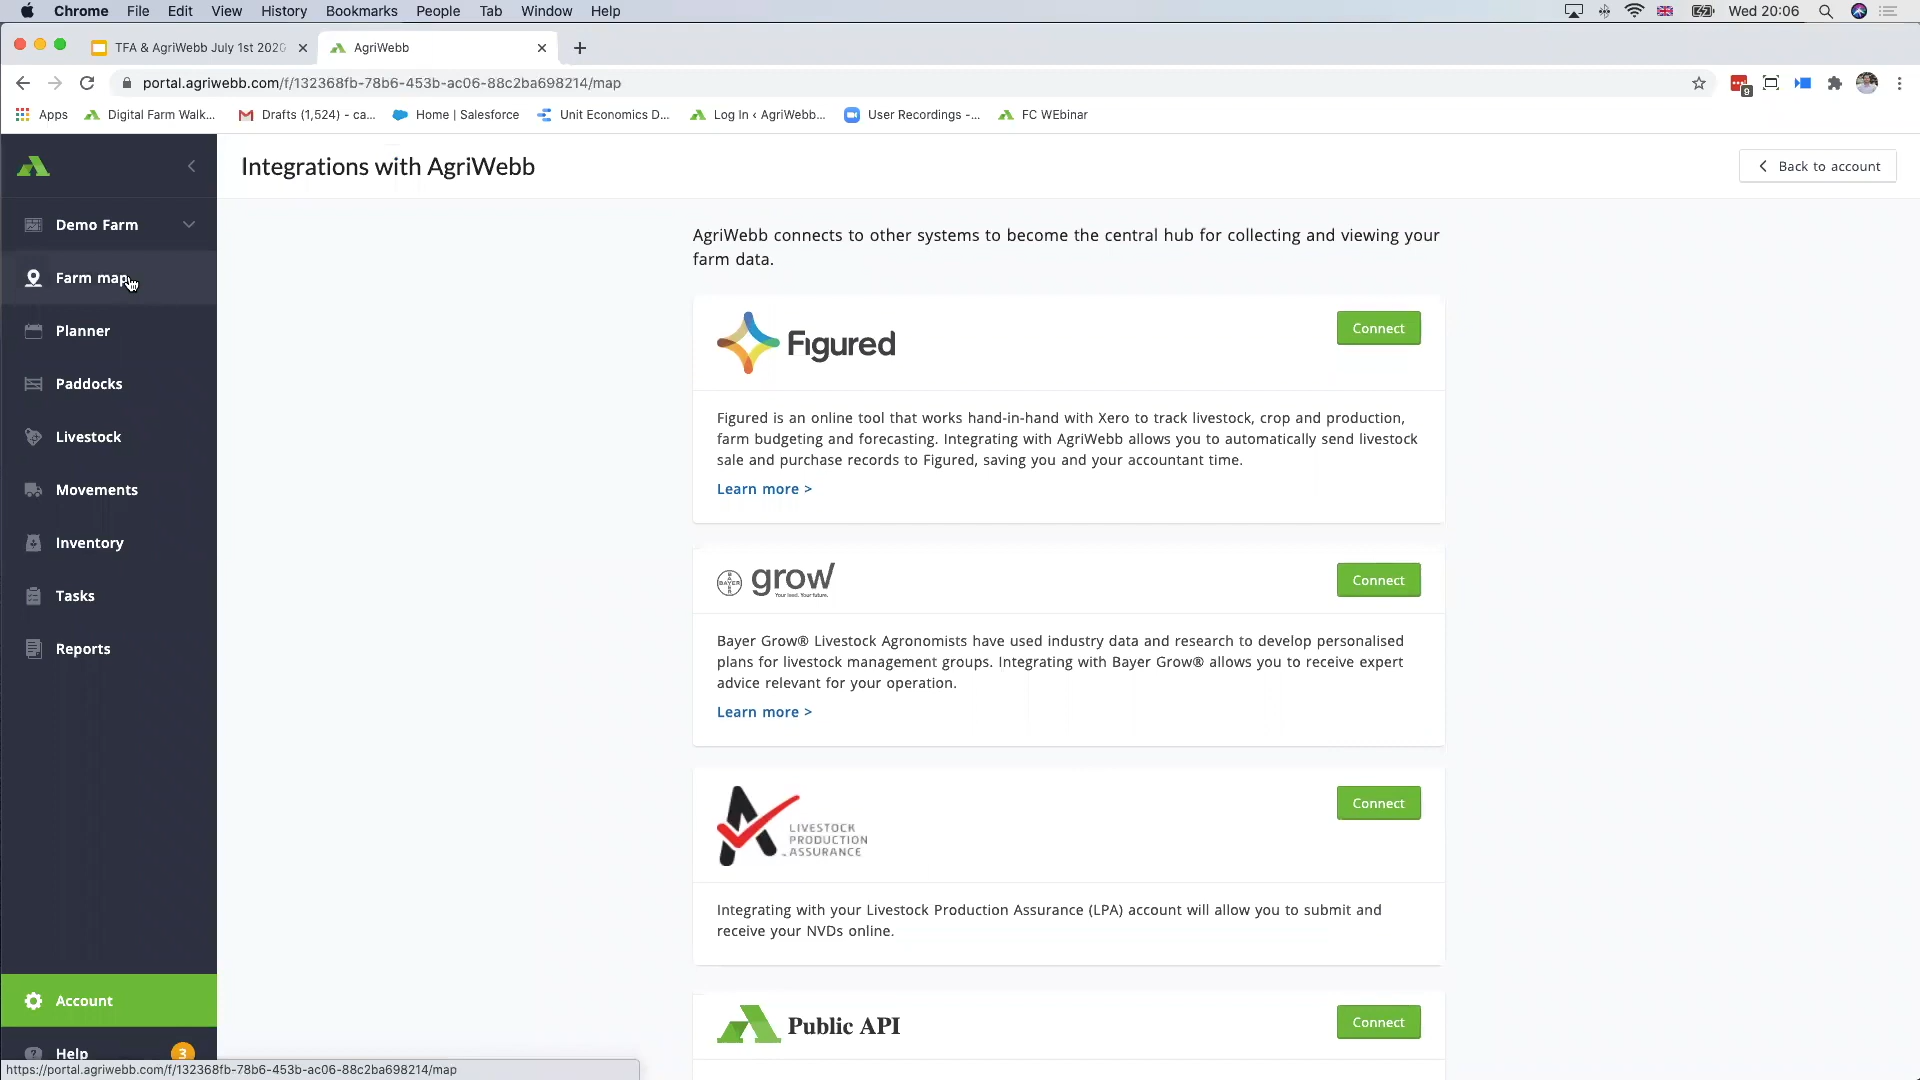 Chrome File Edit View History Bookmarks People Tab Window Help Wed 20:06
TFA & AgriWebb July 1st 2020 AgriWebb
portal.agriwebb.com/f/132368fb-78b6-453b-ac06-88c2ba698214/map 9
Apps Digital Farm Walk... Drafts (1,524) - ca... Home | Salesforce Unit Economics D... Log In ‹ AgriWebb... User Recordings -... FC WEbinar
Integrations with AgriWebb
Back to account
Demo Farm
Farm map
Planner
Paddocks
Livestock
Movements
Inventory
Tasks
Reports
Account
Help 3
https://portal.agriwebb.com/f/132368fb-78b6-453b-ac06-88c2ba698214/map
AgriWebb connects to other systems to become the central hub for collecting and viewing your
farm data.
Figured
Connect
Figured is an online tool that works hand-in-hand with Xero to track livestock, crop and production,
farm budgeting and forecasting. Integrating with AgriWebb allows you to automatically send livestock
sale and purchase records to Figured, saving you and your accountant time.
Learn more >
BAYER grow
Your feed. Your future.
Connect
Bayer Grow® Livestock Agronomists have used industry data and research to develop personalised
plans for livestock management groups. Integrating with Bayer Grow® allows you to receive expert
advice relevant for your operation.
Learn more >
LIVESTOCK
PRODUCTION
ASSURANCE
Connect
Integrating with your Livestock Production Assurance (LPA) account will allow you to submit and
receive your NVDs online.
Public API
Connect